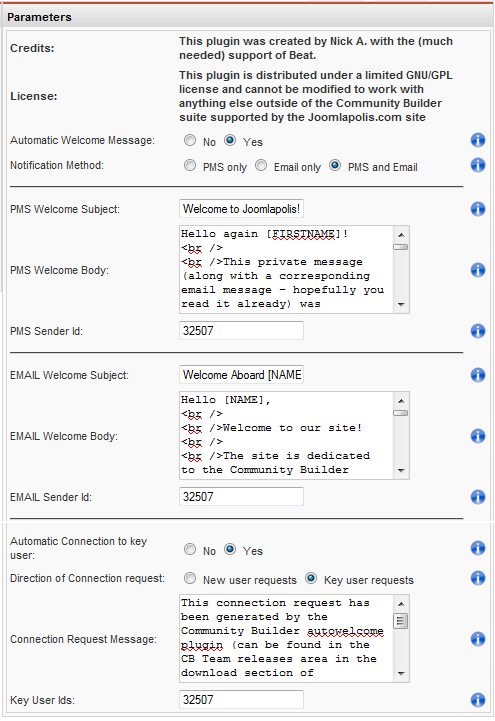 Parameters
Credits:
This plugin was created by Nick A. with the (much
needed) support of Beat.
License:
This plugin is distributed under a limited GNU/GPL
license and cannot be modified to work with
anything else outside of the Community Builder
suite supported by the Joomlapolis.com site
Automatic Welcome Message: No Yes
Notification Method: PMS only Email only PMS and Email
PMS Welcome Subject: Welcome to Joomlapolis!
PMS Welcome Body:
Hello again [FIRSTNAME]!
<br />
<br />This private message
(along with a corresponding
email message - hopefully you
read it already) was
PMS Sender Id: 32507
EMAIL Welcome Subject: Welcome Aboard [NAME
EMAIL Welcome Body:
Hello [NAME],
<br />
<br />Welcome to our site!
<br />
<br />The site is dedicated
to the Community Builder
EMAIL Sender Id: 32507
Automatic Connection to key
user:
No Yes
Direction of Connection request: New user requests Key user requests
Connection Request Message:
This connection request has
been generated by the
Community Builder autowelcome
plugin (can be found in the
CB Team releases area in the
download section of
Key User Ids: 32507